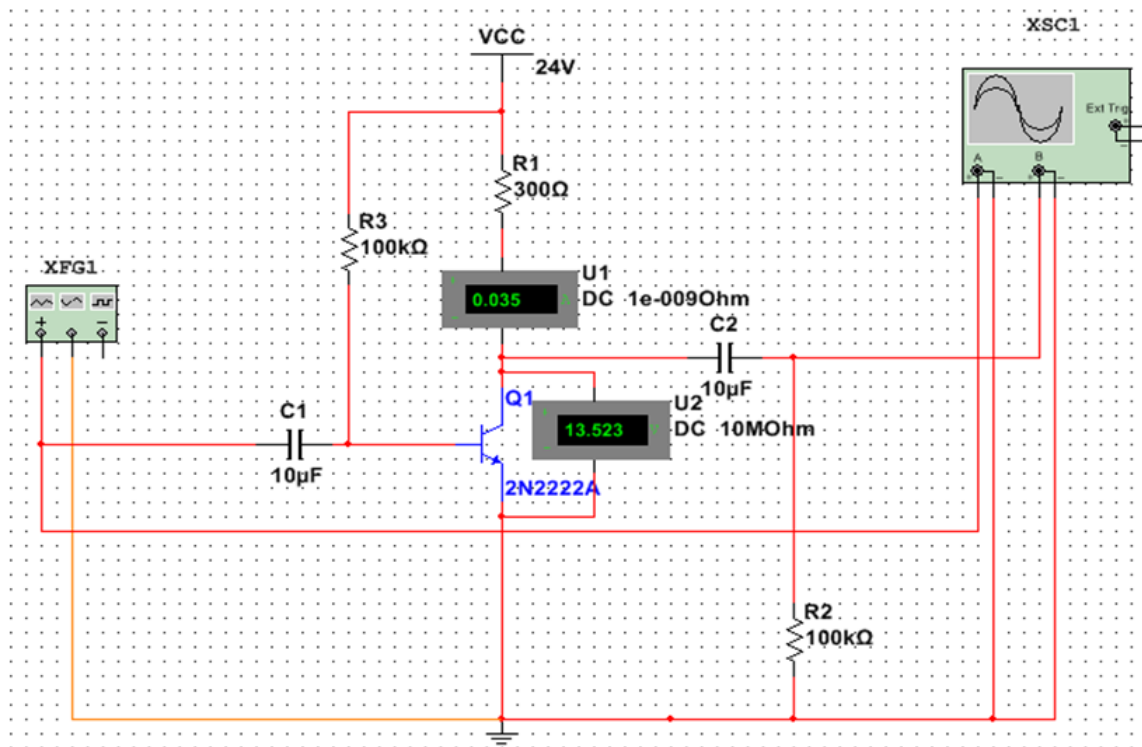 XSC1
VCC
24V
Ext Trig
A
B
R1
300Ω
R3
100kΩ
XFG1
U1
0.035
A
DC 1e-009Ohm
C2
10µF
Q1
U2
13.523
DC 10MOhm
C1
10µF
2N2222A
R2
100kΩ